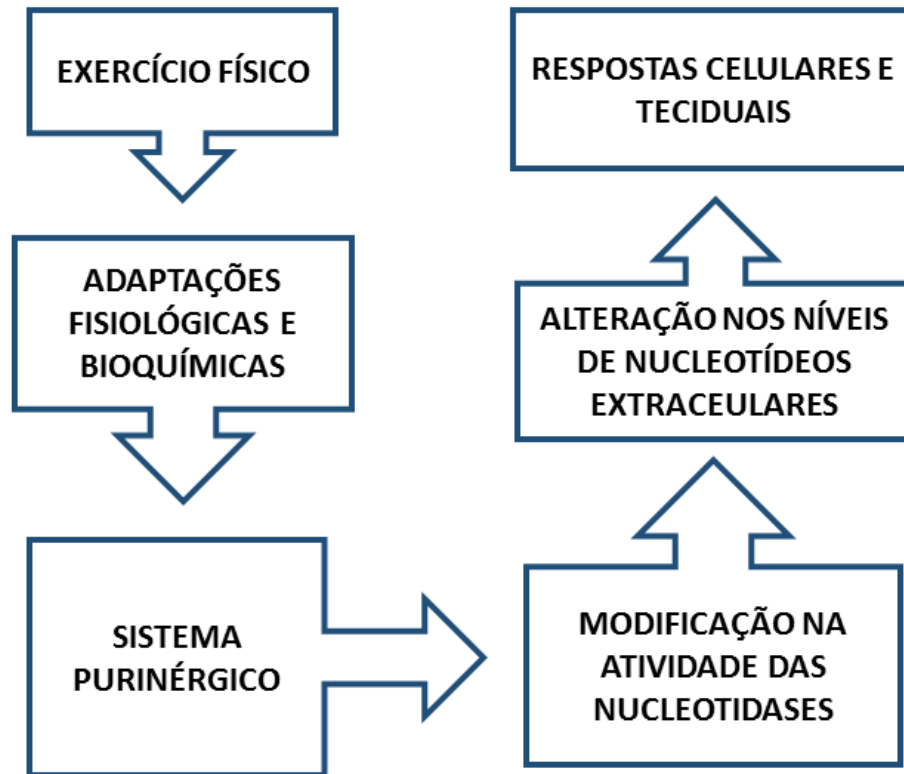 EXERCÍCIO FÍSICO
ADAPTAÇÕES
FISIOLÓGICAS E
BIOQUÍMICAS
SISTEMA
PURINÉRGICO
MODIFICAÇÃO NA
ATIVIDADE DAS
NUCLEOTIDASES
ALTERAÇÃO NOS NÍVEIS
DE NUCLEOTÍDEOS
EXTRACEULARES
RESPOSTAS CELULARES E
TECIDUAIS